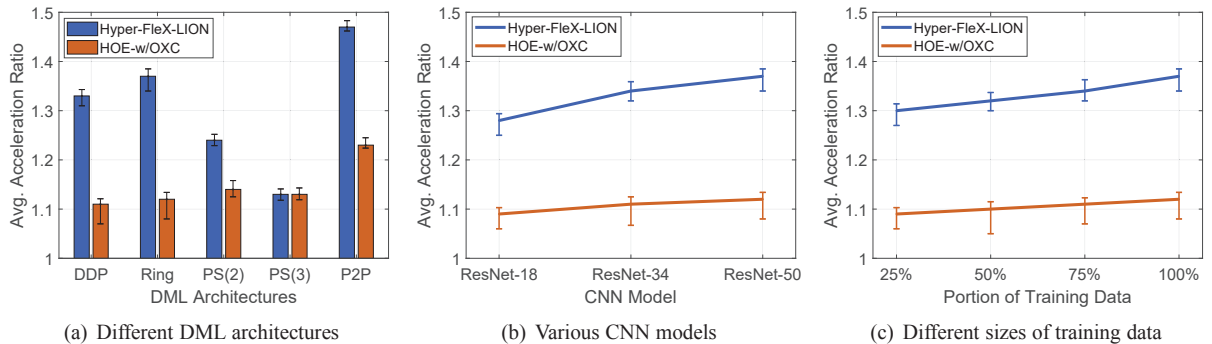 Avg. Acceleration Ratio
1.5
1.4
1.3
1.2
1.1
1
Hyper-FleX-LION
HOE-w/OXC
DDP Ring PS(2) PS(3) P2P
DML Architectures
(a) Different DML architectures
Avg. Acceleration Ratio
1.5
1.4
1.3
1.2
1.1
1
Hyper-FleX-LION
HOE-w/OXC
ResNet-18 ResNet-34 ResNet-50
CNN Model
(b) Various CNN models
Avg. Acceleration Ratio
1.5
1.4
1.3
1.2
1.1
1
Hyper-FleX-LION
HOE-w/OXC
25% 50% 75% 100%
Portion of Training Data
(c) Different sizes of training data